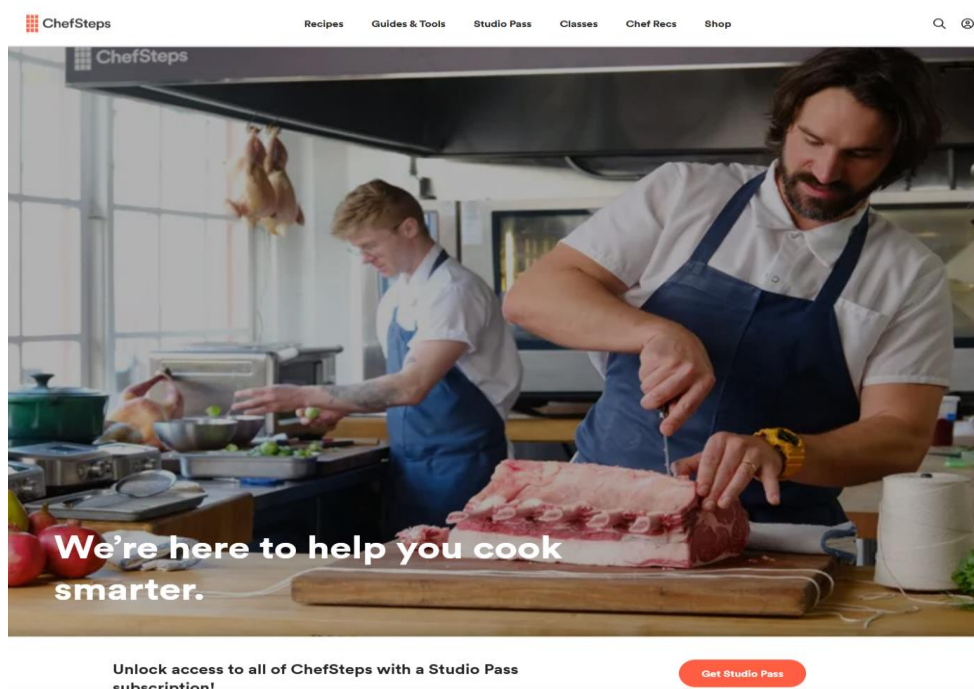 ChefSteps
Recipes Guides & Tools Studio Pass Classes Chef Recs Shop
ChefSteps
We're here to help you cook
smarter.
Unlock access to all of ChefSteps with a Studio Pass
subscription!
Get Studio Pass